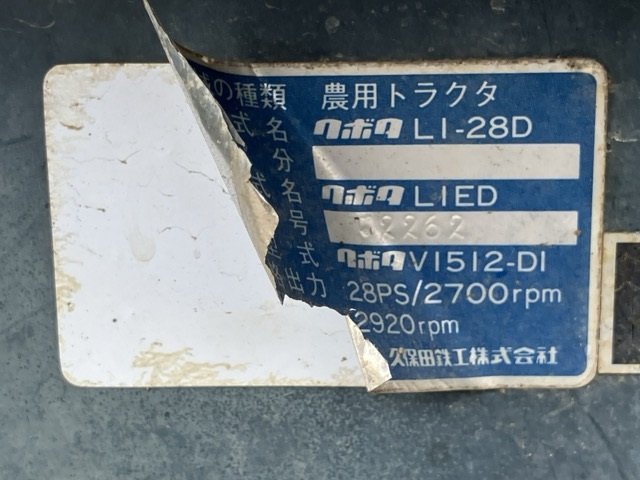 の種類 農用トラクタ
式名 クボタ L1-28D
分
式名 クボタ L1ED
号 52262
式 クボタ V1512-D1
出力 28PS/2700rpm
2920rpm
久保田鉄工株式会社